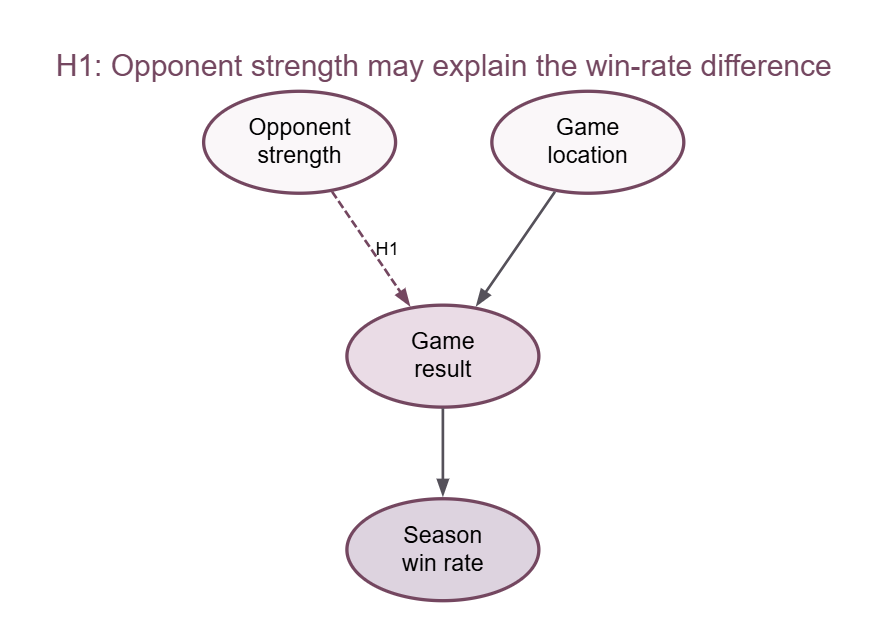 H1: Opponent strength may explain the win-rate difference
Opponent
strength
Game
location
H1
Game
result
Season
win rate